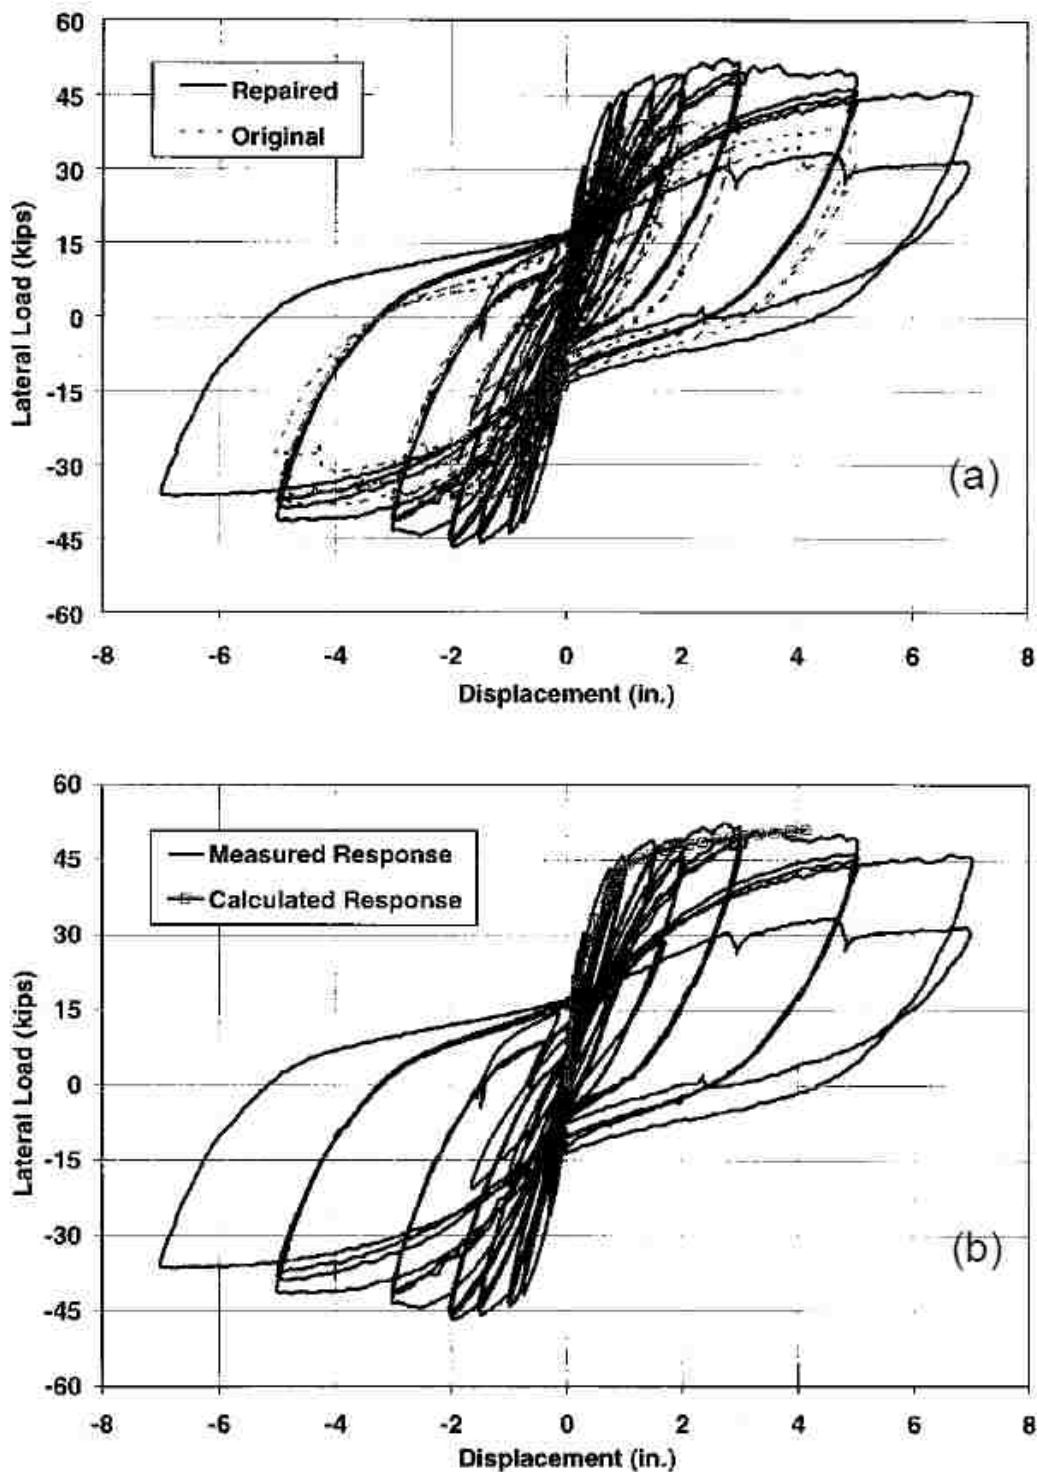 60
45
30
15
0
-15
-30
-45
-60
Lateral Load (kips)
Repaired
Original
(a)
-8 -6 -4 -2 0 2 4 6 8
Displacement (in.)
60
45
30
15
0
-15
-30
-45
-60
Lateral Load (kips)
Measured Response
Calculated Response
(b)
-8 -6 -4 -2 0 2 4 6 8
Displacement (in.)